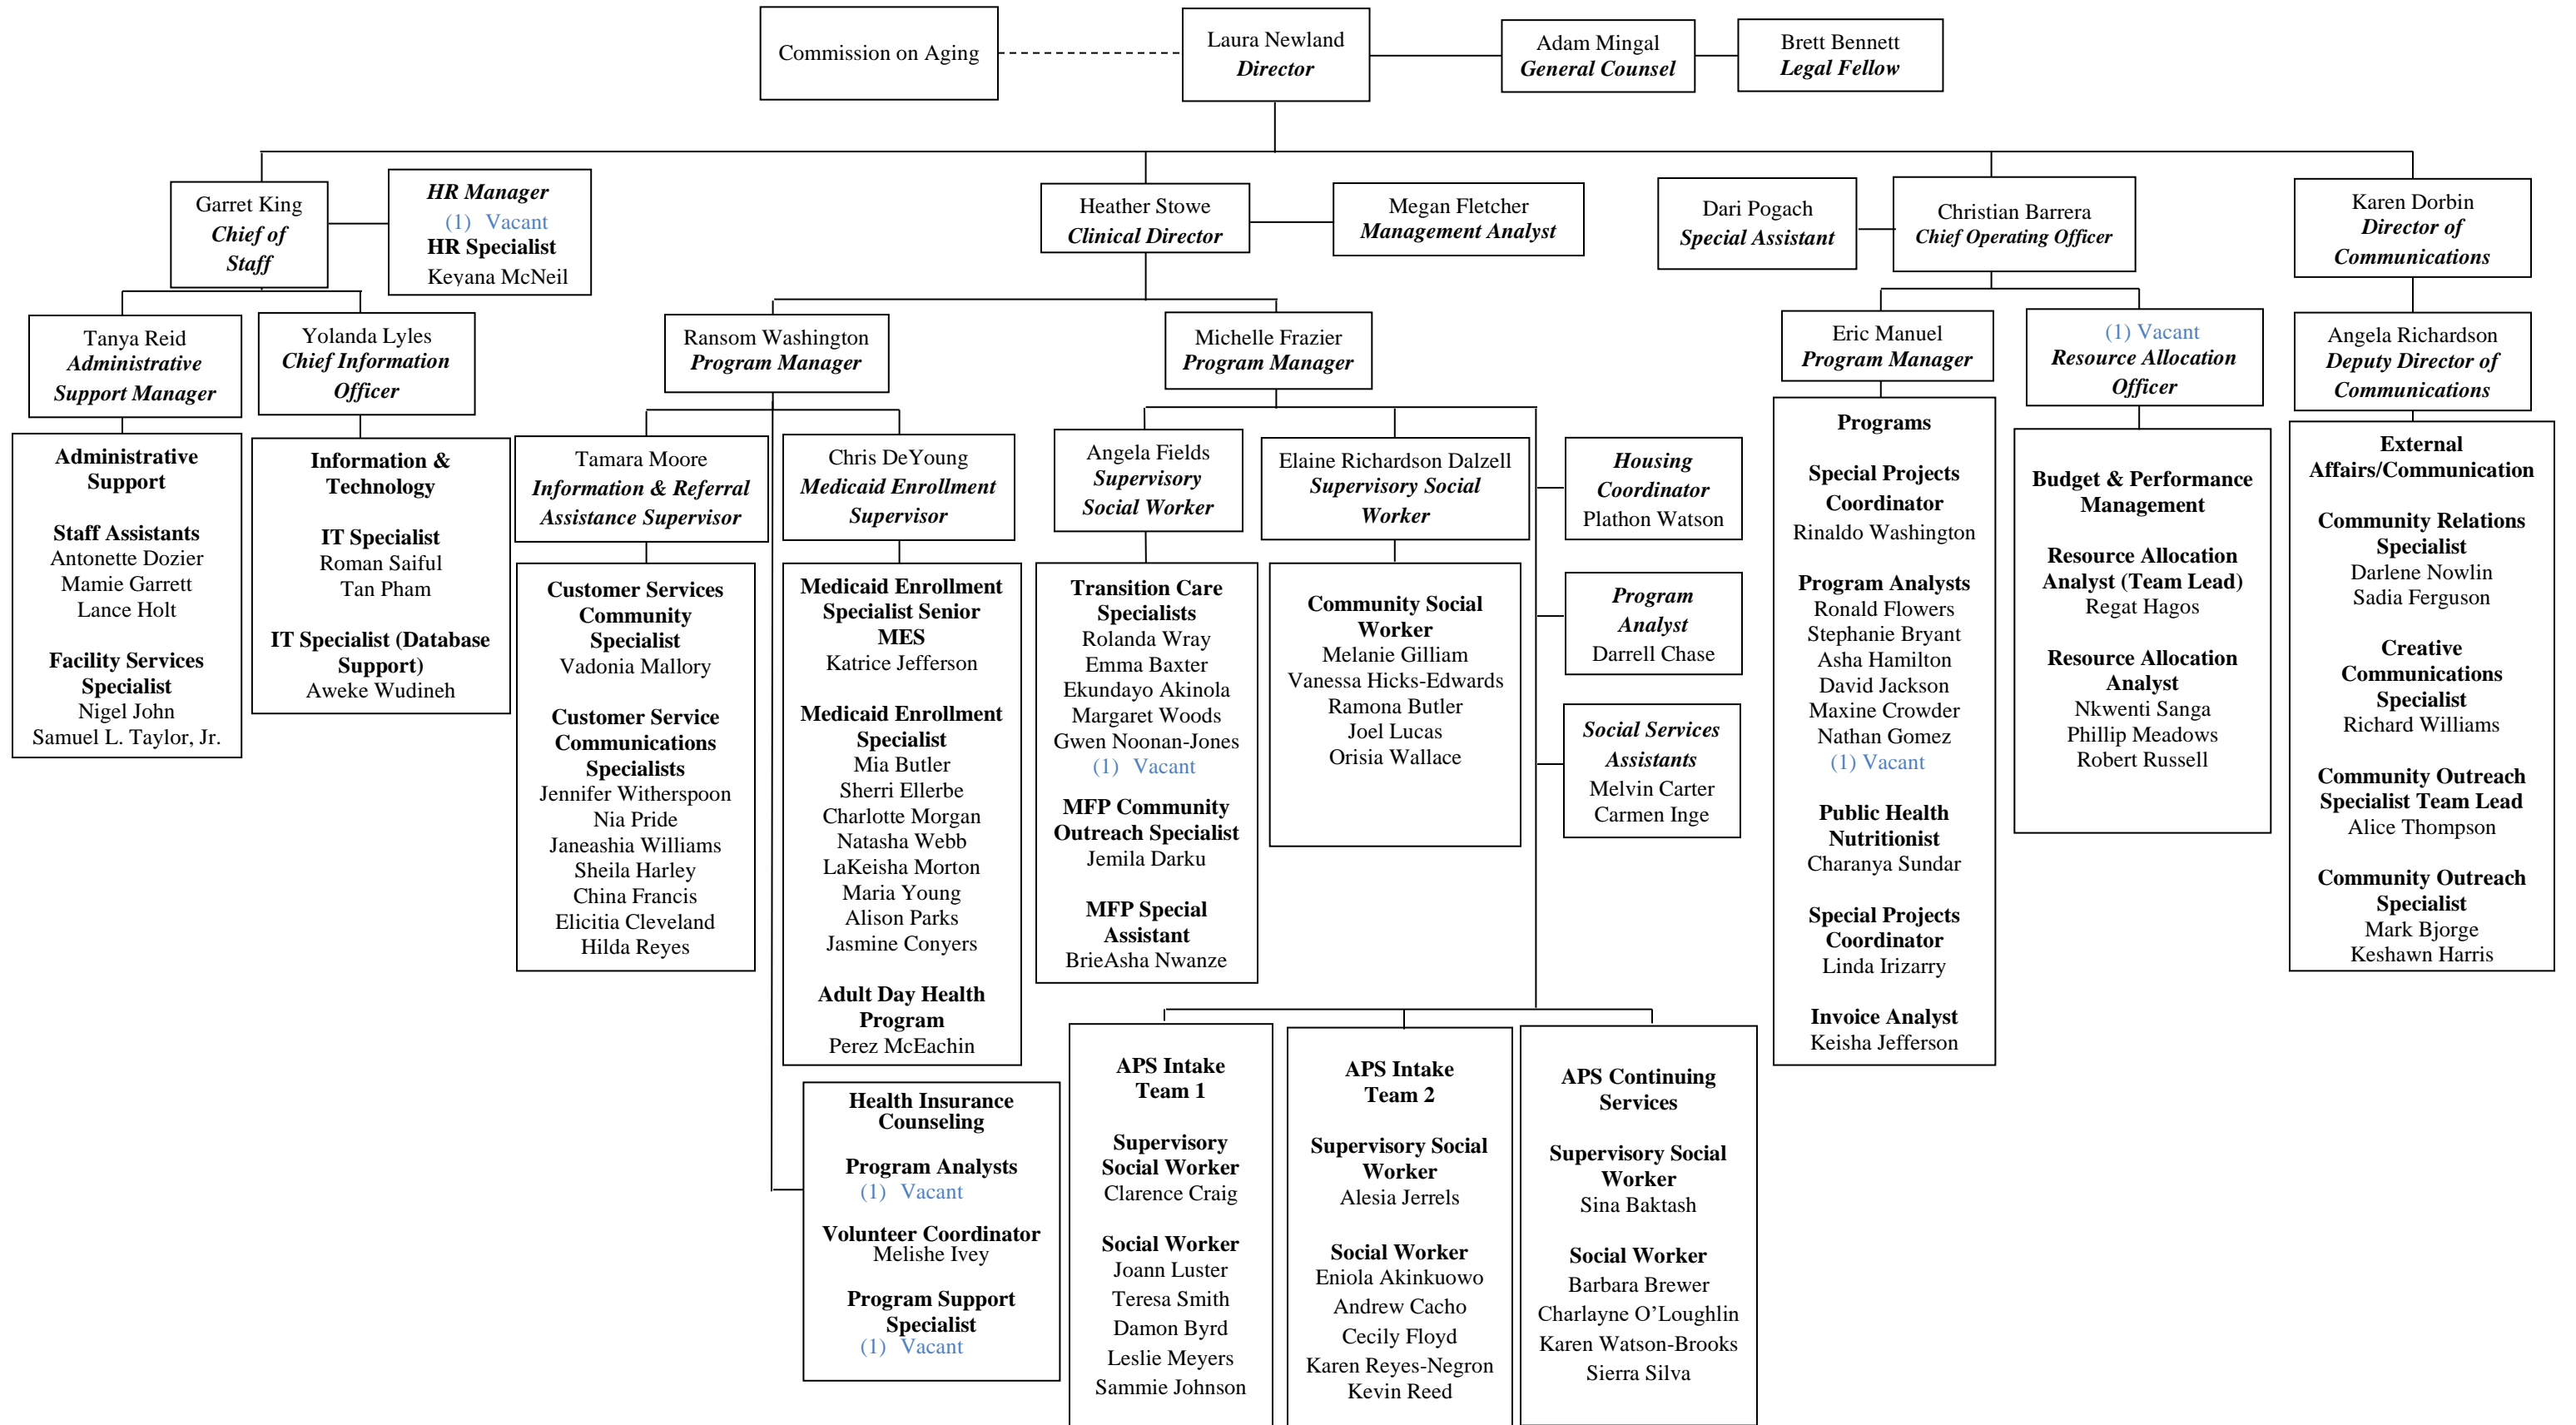 Commission on Aging
Laura Newland
Director
Adam Mingal
General Counsel
Brett Bennett
Legal Fellow
Garret King
Chief of
Staff
HR Manager
(1) Vacant
HR Specialist
Keyana McNeil
Heather Stowe
Clinical Director
Megan Fletcher
Management Analyst
Dari Pogach
Special Assistant
Christian Barrera
Chief Operating Officer
Karen Dorbin
Director of
Communications
Tanya Reid
Administrative
Support Manager
Yolanda Lyles
Chief Information
Officer
Ransom Washington
Program Manager
Michelle Frazier
Program Manager
Eric Manuel
Program Manager
(1) Vacant
Resource Allocation
Officer
Angela Richardson
Deputy Director of
Communications
Administrative
Support
Staff Assistants
Antonette Dozier
Mamie Garrett
Lance Holt
Facility Services
Specialist
Nigel John
Samuel L. Taylor, Jr.
Information &
Technology
IT Specialist
Roman Saiful
Tan Pham
IT Specialist (Database
Support)
Aweke Wudineh
Tamara Moore
Information & Referral
Assistance Supervisor
Customer Services
Community
Specialist
Vadonia Mallory
Customer Service
Communications
Specialists
Jennifer Witherspoon
Nia Pride
Janeashia Williams
Sheila Harley
China Francis
Elicitia Cleveland
Hilda Reyes
Chris DeYoung
Medicaid Enrollment
Supervisor
Medicaid Enrollment
Specialist Senior
MES
Katrice Jefferson
Medicaid Enrollment
Specialist
Mia Butler
Sherri Ellerbe
Charlotte Morgan
Natasha Webb
LaKeisha Morton
Maria Young
Alison Parks
Jasmine Conyers
Adult Day Health
Program
Perez McEachin
Health Insurance
Counseling
Program Analysts
(1) Vacant
Volunteer Coordinator
Melishe Ivey
Program Support
Specialist
(1) Vacant
Angela Fields
Supervisory
Social Worker
Transition Care
Specialists
Rolanda Wray
Emma Baxter
Ekundayo Akinola
Margaret Woods
Gwen Noonan-Jones
(1) Vacant
MFP Community
Outreach Specialist
Jemila Darku
MFP Special
Assistant
BrieAsha Nwanze
Elaine Richardson Dalzell
Supervisory Social
Worker
Community Social
Worker
Melanie Gilliam
Vanessa Hicks-Edwards
Ramona Butler
Joel Lucas
Orisia Wallace
Housing
Coordinator
Plathon Watson
Program
Analyst
Darrell Chase
Social Services
Assistants
Melvin Carter
Carmen Inge
APS Intake
Team 1
Supervisory
Social Worker
Clarence Craig
Social Worker
Joann Luster
Teresa Smith
Damon Byrd
Leslie Meyers
Sammie Johnson
APS Intake
Team 2
Supervisory Social
Worker
Alesia Jerrels
Social Worker
Eniola Akinkuowo
Andrew Cacho
Cecily Floyd
Karen Reyes-Negron
Kevin Reed
APS Continuing
Services
Supervisory Social
Worker
Sina Baktash
Social Worker
Barbara Brewer
Charlayne O’Loughlin
Karen Watson-Brooks
Sierra Silva
Programs
Special Projects
Coordinator
Rinaldo Washington
Program Analysts
Ronald Flowers
Stephanie Bryant
Asha Hamilton
David Jackson
Maxine Crowder
Nathan Gomez
(1) Vacant
Public Health
Nutritionist
Charanya Sundar
Special Projects
Coordinator
Linda Irizarry
Invoice Analyst
Keisha Jefferson
Budget & Performance
Management
Resource Allocation
Analyst (Team Lead)
Regat Hagos
Resource Allocation
Analyst
Nkwenti Sanga
Phillip Meadows
Robert Russell
External
Affairs/Communication
Community Relations
Specialist
Darlene Nowlin
Sadia Ferguson
Creative
Communications
Specialist
Richard Williams
Community Outreach
Specialist Team Lead
Alice Thompson
Community Outreach
Specialist
Mark Bjorge
Keshawn Harris